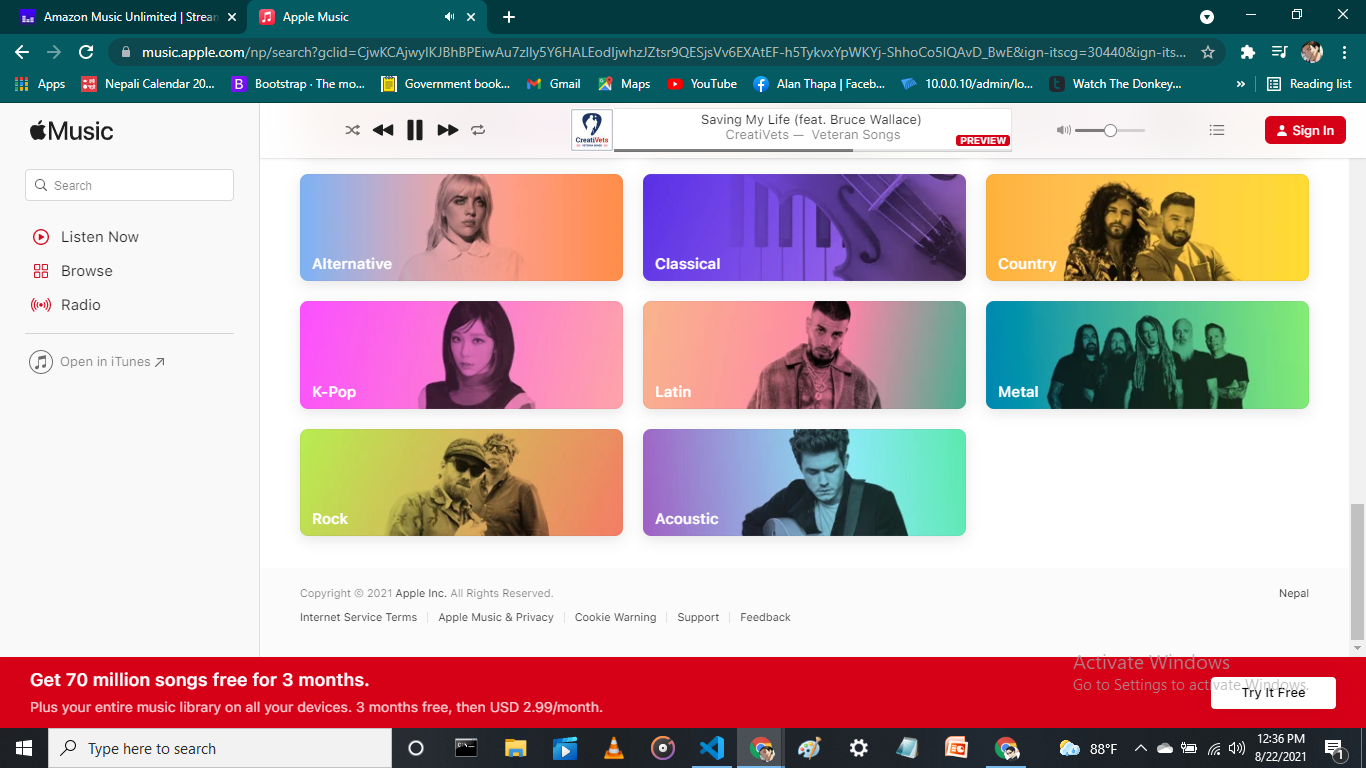 Amazon Music Unlimited | Strean
Apple Music
music.apple.com/np/search?gclid=CjwKCAjwyIKJBhBPEiwAu7zlly5Y6HALEodIjwhzJZtsr9QESjsVv6EXAtEF-h5TykvxYpWKYj-ShhoCo5IQAvD_BwE&ign-itscg=30440&ign-its...
Apps
Nepali Calendar 20...
B Bootstrap · The mo...
Government book...
Gmail
Maps
YouTube
Alan Thapa | Faceb...
10.0.0.10/admin/lo...
Watch The Donkey...
»
Reading list
Music
Saving My Life (feat. Bruce Wallace)
CreatiVets — Veteran Songs
PREVIEW
CreatiVets
Sign In
Search
Listen Now
Browse
Radio
Open in iTunes
Alternative
Classical
Country
K-Pop
Latin
Metal
Rock
Acoustic
Copyright © 2021 Apple Inc. All Rights Reserved.
Nepal
Internet Service Terms
Apple Music & Privacy
Cookie Warning
Support
Feedback
Get 70 million songs free for 3 months.
Plus your entire music library on all your devices. 3 months free, then USD 2.99/month.
Try It Free
Activate Windows
Go to Settings to activate Windows.
Type here to search
88°F
12:36 PM
8/22/2021
1